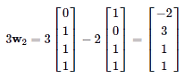 3w₂ = 3 [0 1 1 1] − 2 [1 0 1 1] = [−2 3 1 1]